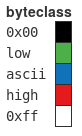 byteclass
0x00
low
ascii
high
0xff